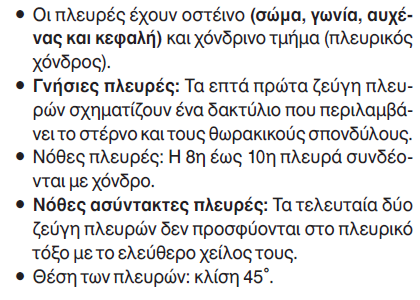 • Οι πλευρές έχουν οστέινο (σώμα, γωνία, αυχέ-
νας και κεφαλή) και χόνδρινο τμήμα (πλευρικός
χόνδρος).
• Γνήσιες πλευρές: Τα επτά πρώτα ζεύγη πλευ-
ρών σχηματίζουν ένα δακτύλιο που περιλαμβά-
νει το στέρνο και τους θωρακικούς σπονδύλους.
• Νόθες πλευρές: Η 8η έως 10η πλευρά συνδέο-
νται με χόνδρο.
• Νόθες ασύντακτες πλευρές: Τα τελευταία δύο
ζεύγη πλευρών δεν προσφύονται στο πλευρικό
τόξο με το ελεύθερο χείλος τους.
• Θέση των πλευρών: κλίση 45°.